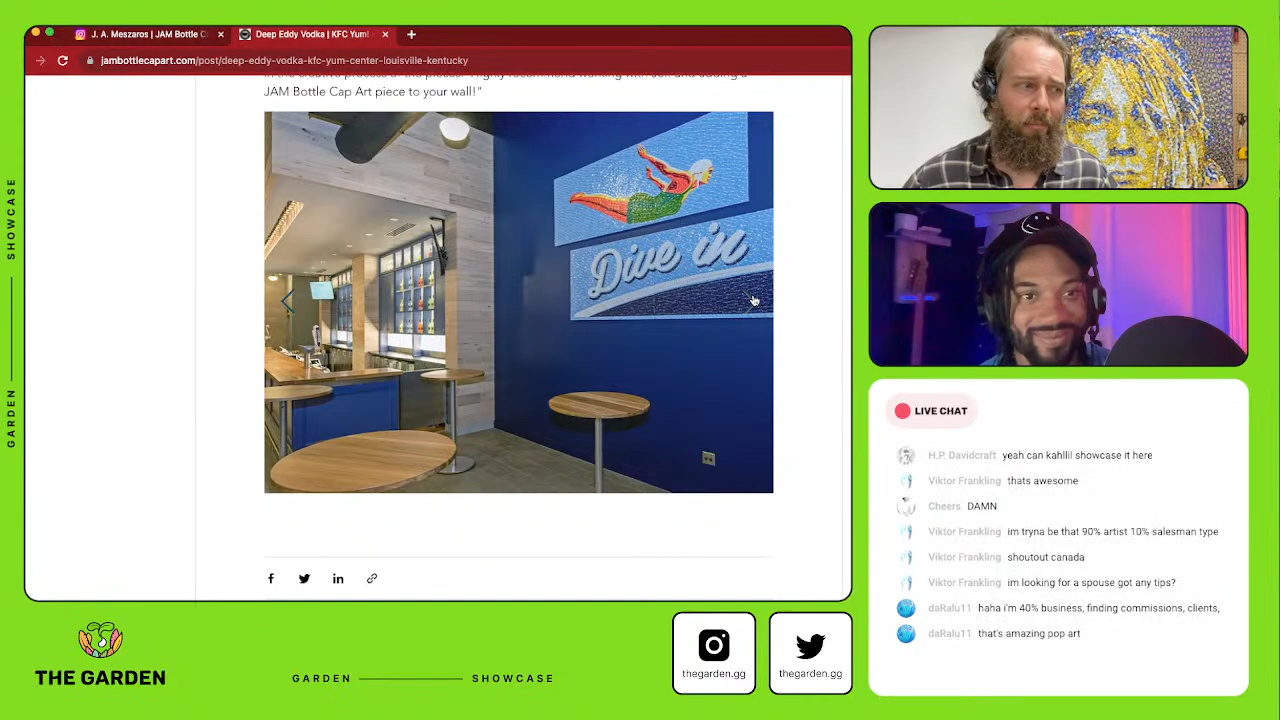 J. A. Meszaros | JAM Bottle C
Deep Eddy Vodka | KFC Yum!
jambottlecapart.com/post/deep-eddy-vodka-kfc-yum-center-louisville-kentucky
JAM Bottle Cap Art piece to your wall!"
Dive in
GARDEN SHOWCASE
LIVE CHAT
H.P. Davidcraft yeah can kahllil showcase it here
Viktor Frankling thats awesome
Cheers DAMN
Viktor Frankling im tryna be that 90% artist 10% salesman type
Viktor Frankling shoutout canada
Viktor Frankling im looking for a spouse got any tips?
daRalu11 haha i'm 40% business, finding commissions, clients,
daRalu11 that's amazing pop art
THE GARDEN
GARDEN SHOWCASE
thegarden.gg
thegarden.gg